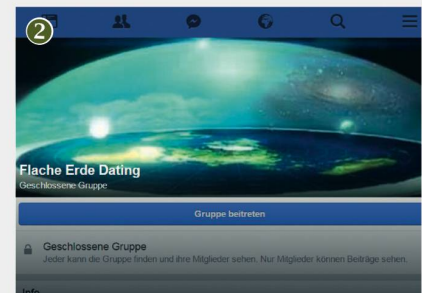 2
Flache Erde Dating
Geschlossene Gruppe
Gruppe beitreten
Geschlossene Gruppe
Jeder kann die Gruppe finden und ihre Mitglieder sehen. Nur Mitglieder können Beiträge sehen.
Info